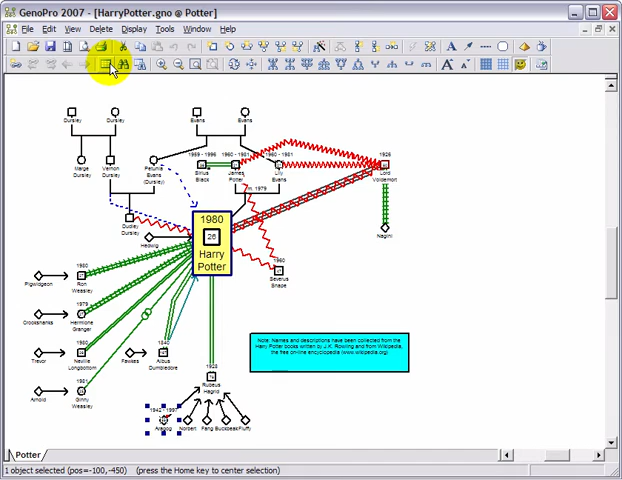 GenoPro 2007 - [HarryPotter.gno @ Potter]
File Edit View Delete Display Tools Window Help
Dursley Dursley Evans Evans
1959 - 1996 1960 - 1981 1960 - 1981 1926
Marge Dursley
Vernon Dursley
Petunia Evans (Dursley)
Sirius Black
James Potter
Lily Evans
Lord Voldemort
m. 1979
Dudley Dursley
Hedwig
1980
26
Harry Potter
Nagini
1960
Severus Snape
Pigwidgeon
1980
Ron Weasley
Crookshanks
1979
Hermione Granger
Trevor
1980
Neville Longbottom
Fawkes
1840
Albus Dumbledore
Arnold
1981
Ginny Weasley
1928
Rubeus Hagrid
1942 - 1997
Aragog Norbert Fang Buckbeak Fluffy
Note: Names and descriptions have been collected from the
Harry Potter books written by J.K. Rowling and from Wikipedia,
the free on-line encyclopedia (www.wikipedia.org)
Potter
1 object selected (pos=-100,-450) (press the Home key to center selection)